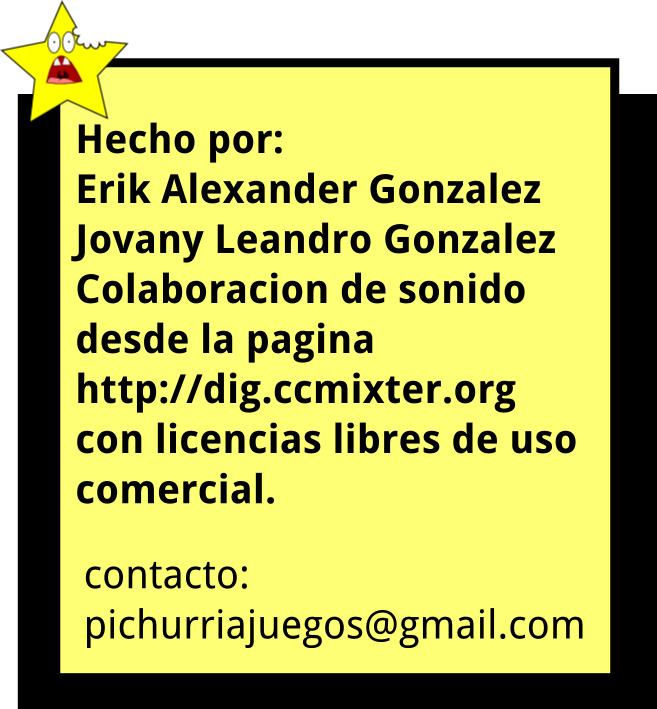 Hecho por:
Erik Alexander Gonzalez
Jovany Leandro Gonzalez
Colaboracion de sonido
desde la pagina
http://dig.ccmixter.org
con licencias libres de uso
comercial.
contacto:
pichurriajuegos@gmail.com